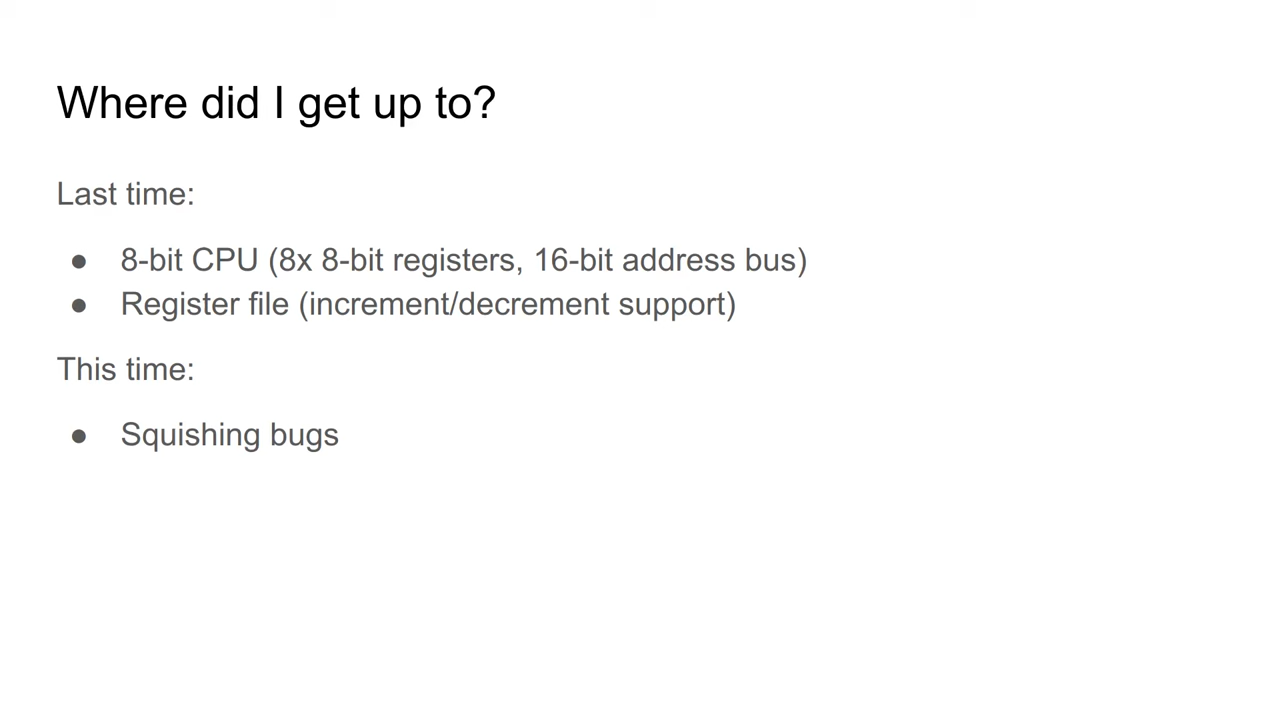 Where did I get up to?
Last time:
● 8-bit CPU (8x 8-bit registers, 16-bit address bus)
● Register file (increment/decrement support)
This time:
● Squishing bugs